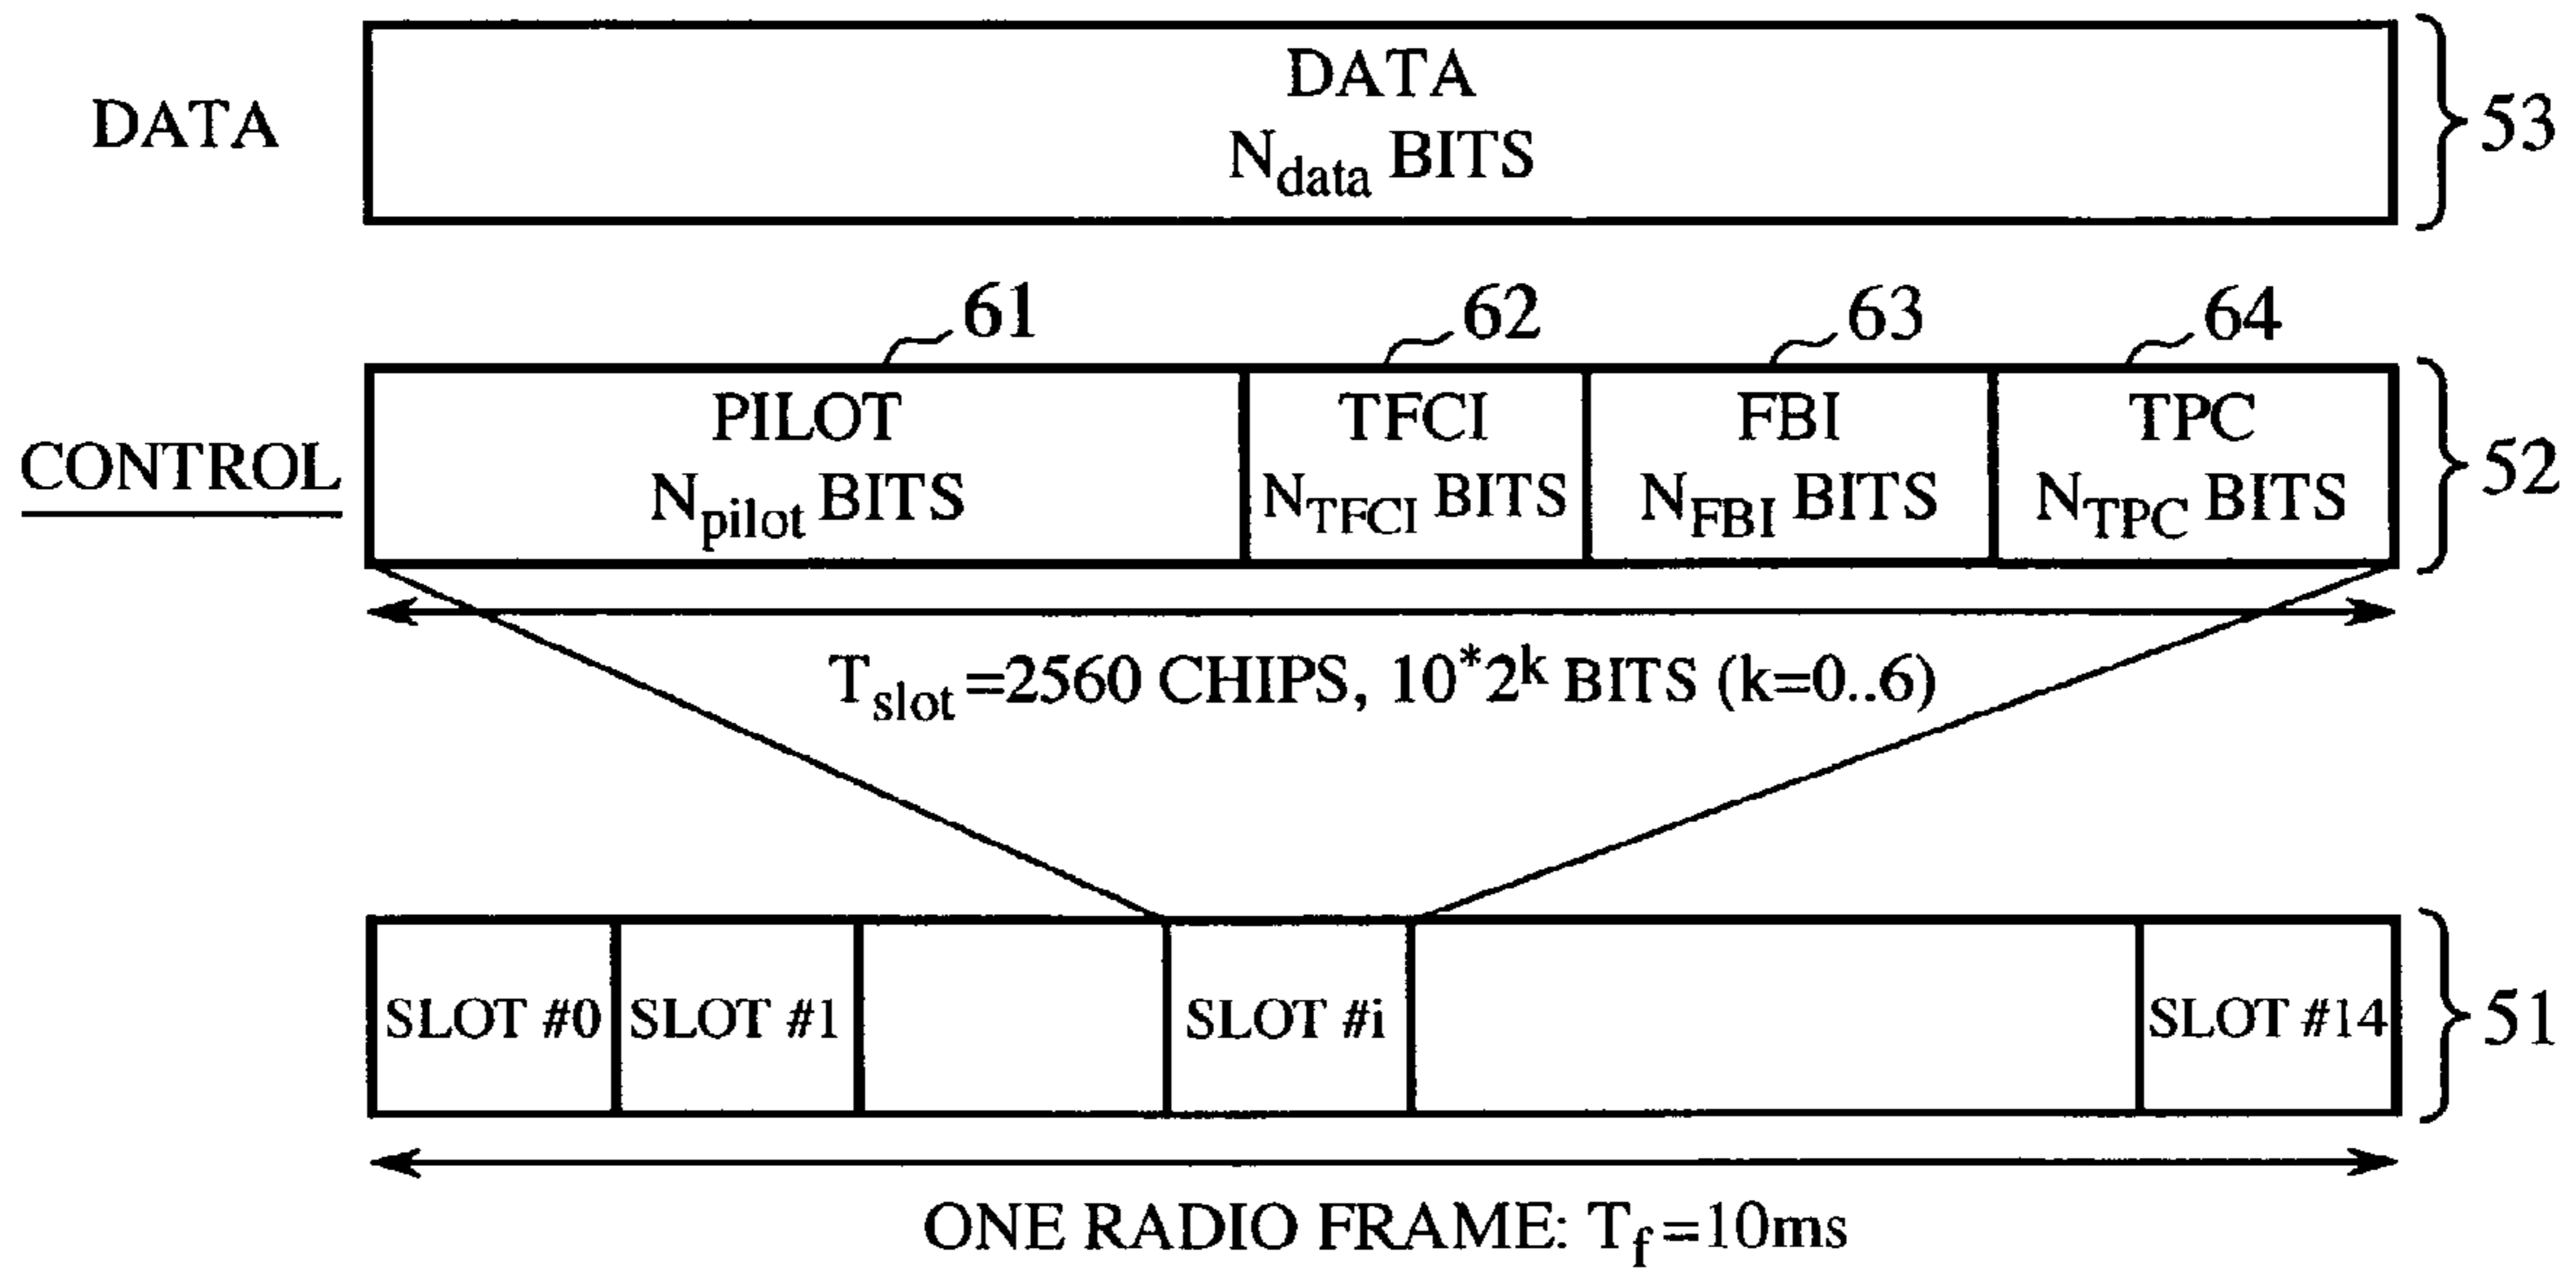 DATA
DATA
N_data BITS
53
61
62
63
64
CONTROL
PILOT
N_pilot BITS
TFCI
N_TFCI BITS
FBI
N_FBI BITS
TPC
N_TPC BITS
52
T_slot=2560 CHIPS, 10*2^k BITS (k=0..6)
SLOT #0
SLOT #1
SLOT #i
SLOT #14
51
ONE RADIO FRAME: T_f=10ms